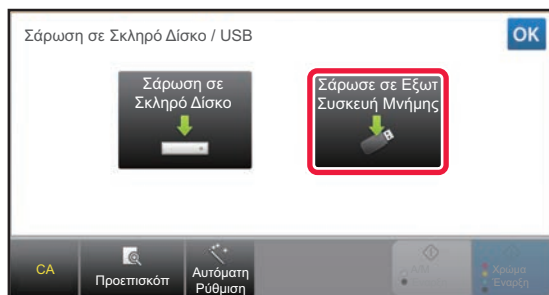 Σάρωση σε Σκληρό Δίσκο / USB
OK
Σάρωση σε
Σκληρό Δίσκο
Σάρωσε σε Εξωτ
Συσκευή Μνήμης
CA
Προεπισκόπ
Αυτόματη
Ρύθμιση
Α/Μ
Χρώμα
Έναρξη